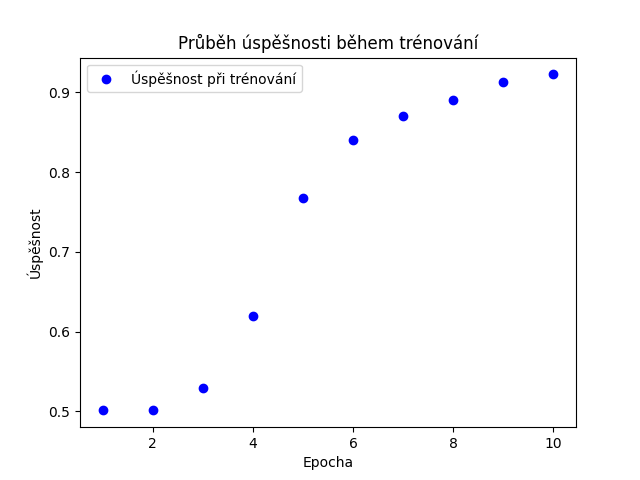 Průběh úspěšnosti během trénování
Úspěšnost při trénování
Úspěšnost
0.9
0.8
0.7
0.6
0.5
2 4 6 8 10
Epocha